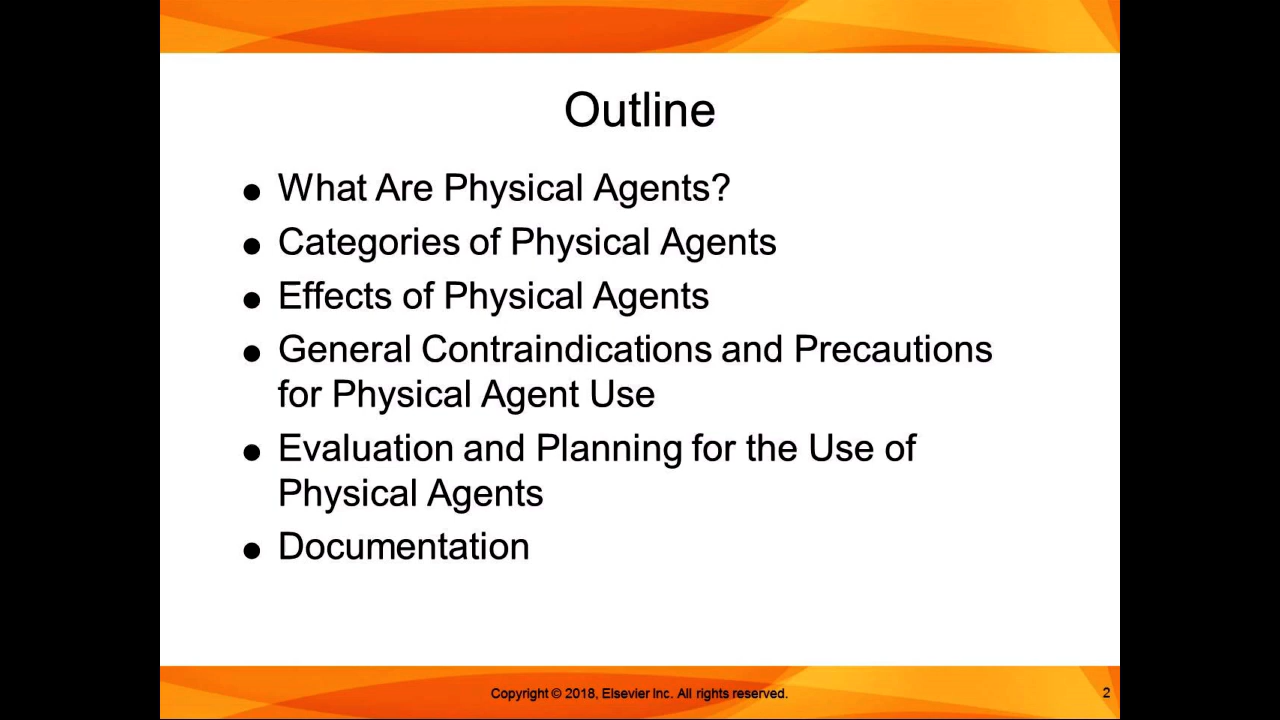 Outline
● What Are Physical Agents?
● Categories of Physical Agents
● Effects of Physical Agents
● General Contraindications and Precautions
for Physical Agent Use
● Evaluation and Planning for the Use of
Physical Agents
● Documentation
Copyright © 2018, Elsevier Inc. All rights reserved.
2